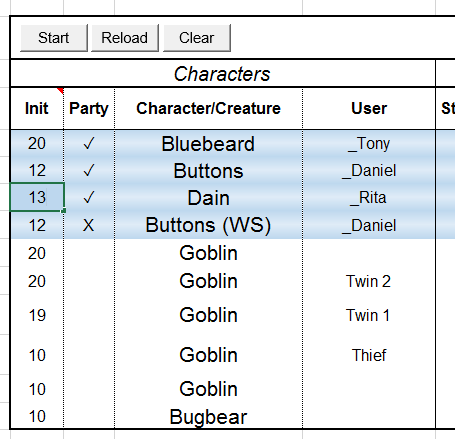 Start Reload Clear
Characters
Init Party Character/Creature User St
20 ✓ Bluebeard _Tony
12 ✓ Buttons _Daniel
13 ✓ Dain _Rita
12 X Buttons (WS) _Daniel
20 Goblin
20 Goblin Twin 2
19 Goblin Twin 1
10 Goblin Thief
10 Goblin
10 Bugbear